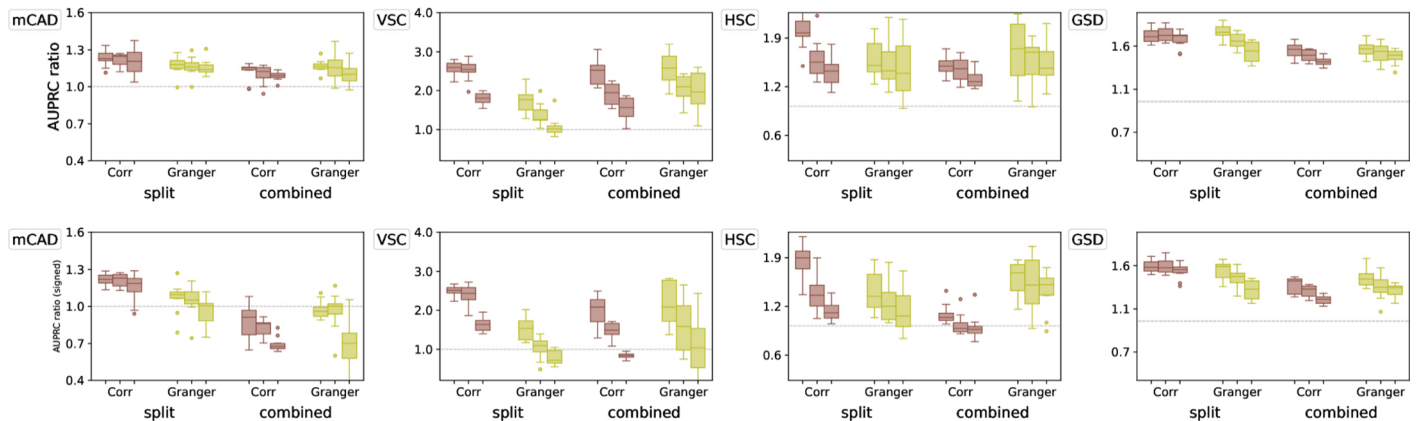 mCAD
VSC
HSC
GSD
AUPRC ratio
1.6
1.3
1.0
0.7
0.4
4.0
3.0
2.0
1.0
1.9
1.2
0.6
1.6
1.1
0.7
Corr Granger Corr Granger
split combined
Corr Granger Corr Granger
split combined
Corr Granger Corr Granger
split combined
Corr Granger Corr Granger
split combined
mCAD
VSC
HSC
GSD
AUPRC ratio (signed)
1.6
1.3
1.0
0.7
0.4
4.0
3.0
2.0
1.0
1.9
1.2
0.6
1.6
1.1
0.7
Corr Granger Corr Granger
split combined
Corr Granger Corr Granger
split combined
Corr Granger Corr Granger
split combined
Corr Granger Corr Granger
split combined